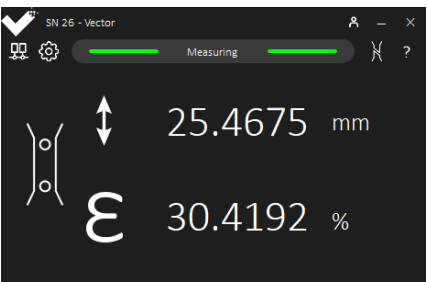 SN 26 - Vector
Measuring
?
25.4675 mm
ε 30.4192 %